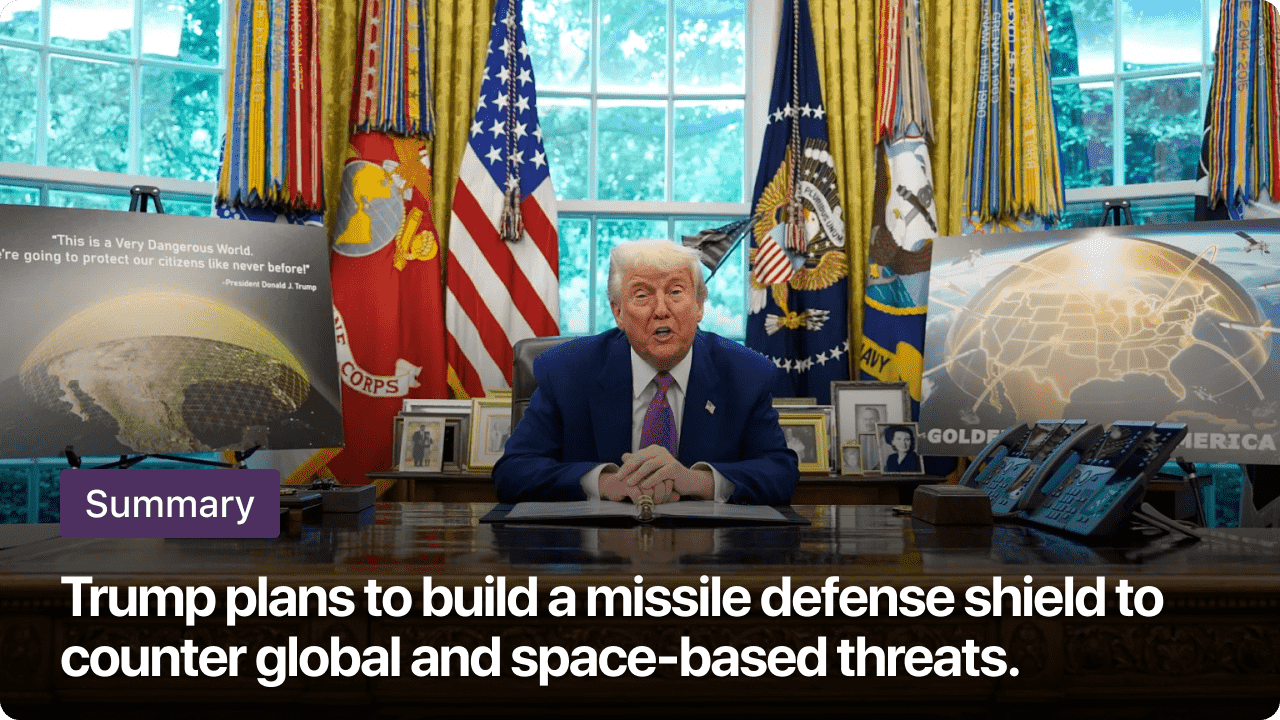 "This is a Very Dangerous World.
're going to protect our citizens like never before!"
-President Donald J. Trump
CORPS
NAVY
GOLDE
MERICA
Summary
Trump plans to build a missile defense shield to
counter global and space-based threats.